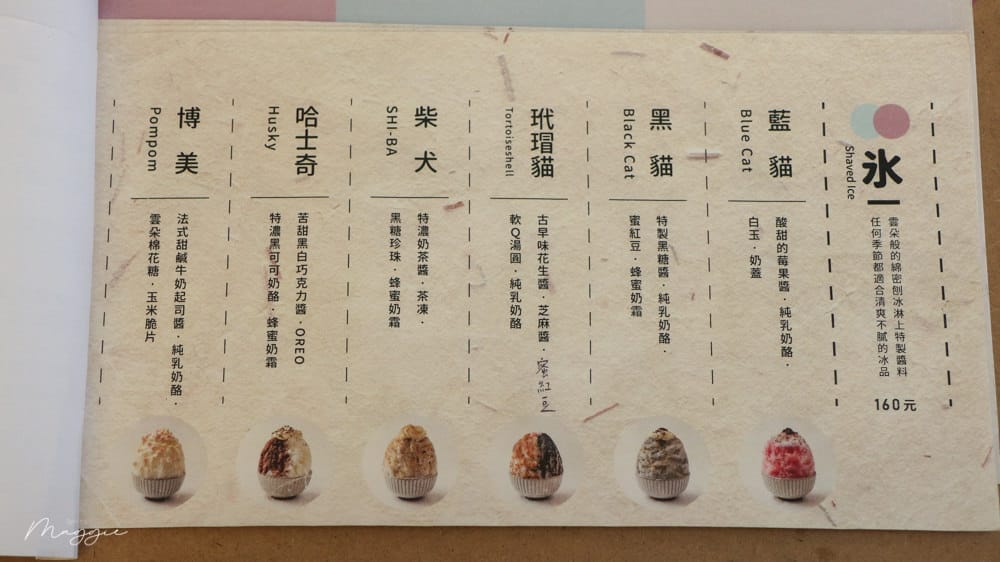 冰
Shaved Ice
雲朵般的綿密刨冰淋上特製醬料
任何季節都適合清爽不膩的冰品
160元
藍貓
Blue Cat
酸甜的莓果醬·純乳奶酪·
白玉·奶蓋
黑貓
Black Cat
特製黑糖醬·純乳奶酪·
蜜紅豆·蜂蜜奶霜
玳瑁貓
Tortoiseshell
古早味花生醬·芝麻醬·蜜紅豆
軟Q湯圓·純乳奶酪
柴犬
SHI-BA
特濃奶茶醬·茶凍·
黑糖珍珠·蜂蜜奶霜
哈士奇
Husky
苦甜黑白巧克力醬·OREO
特濃黑可可奶酪·蜂蜜奶霜
博美
Pompom
法式甜鹹牛奶起司醬·純乳奶酪·
雲朵棉花糖·玉米脆片
Maggie